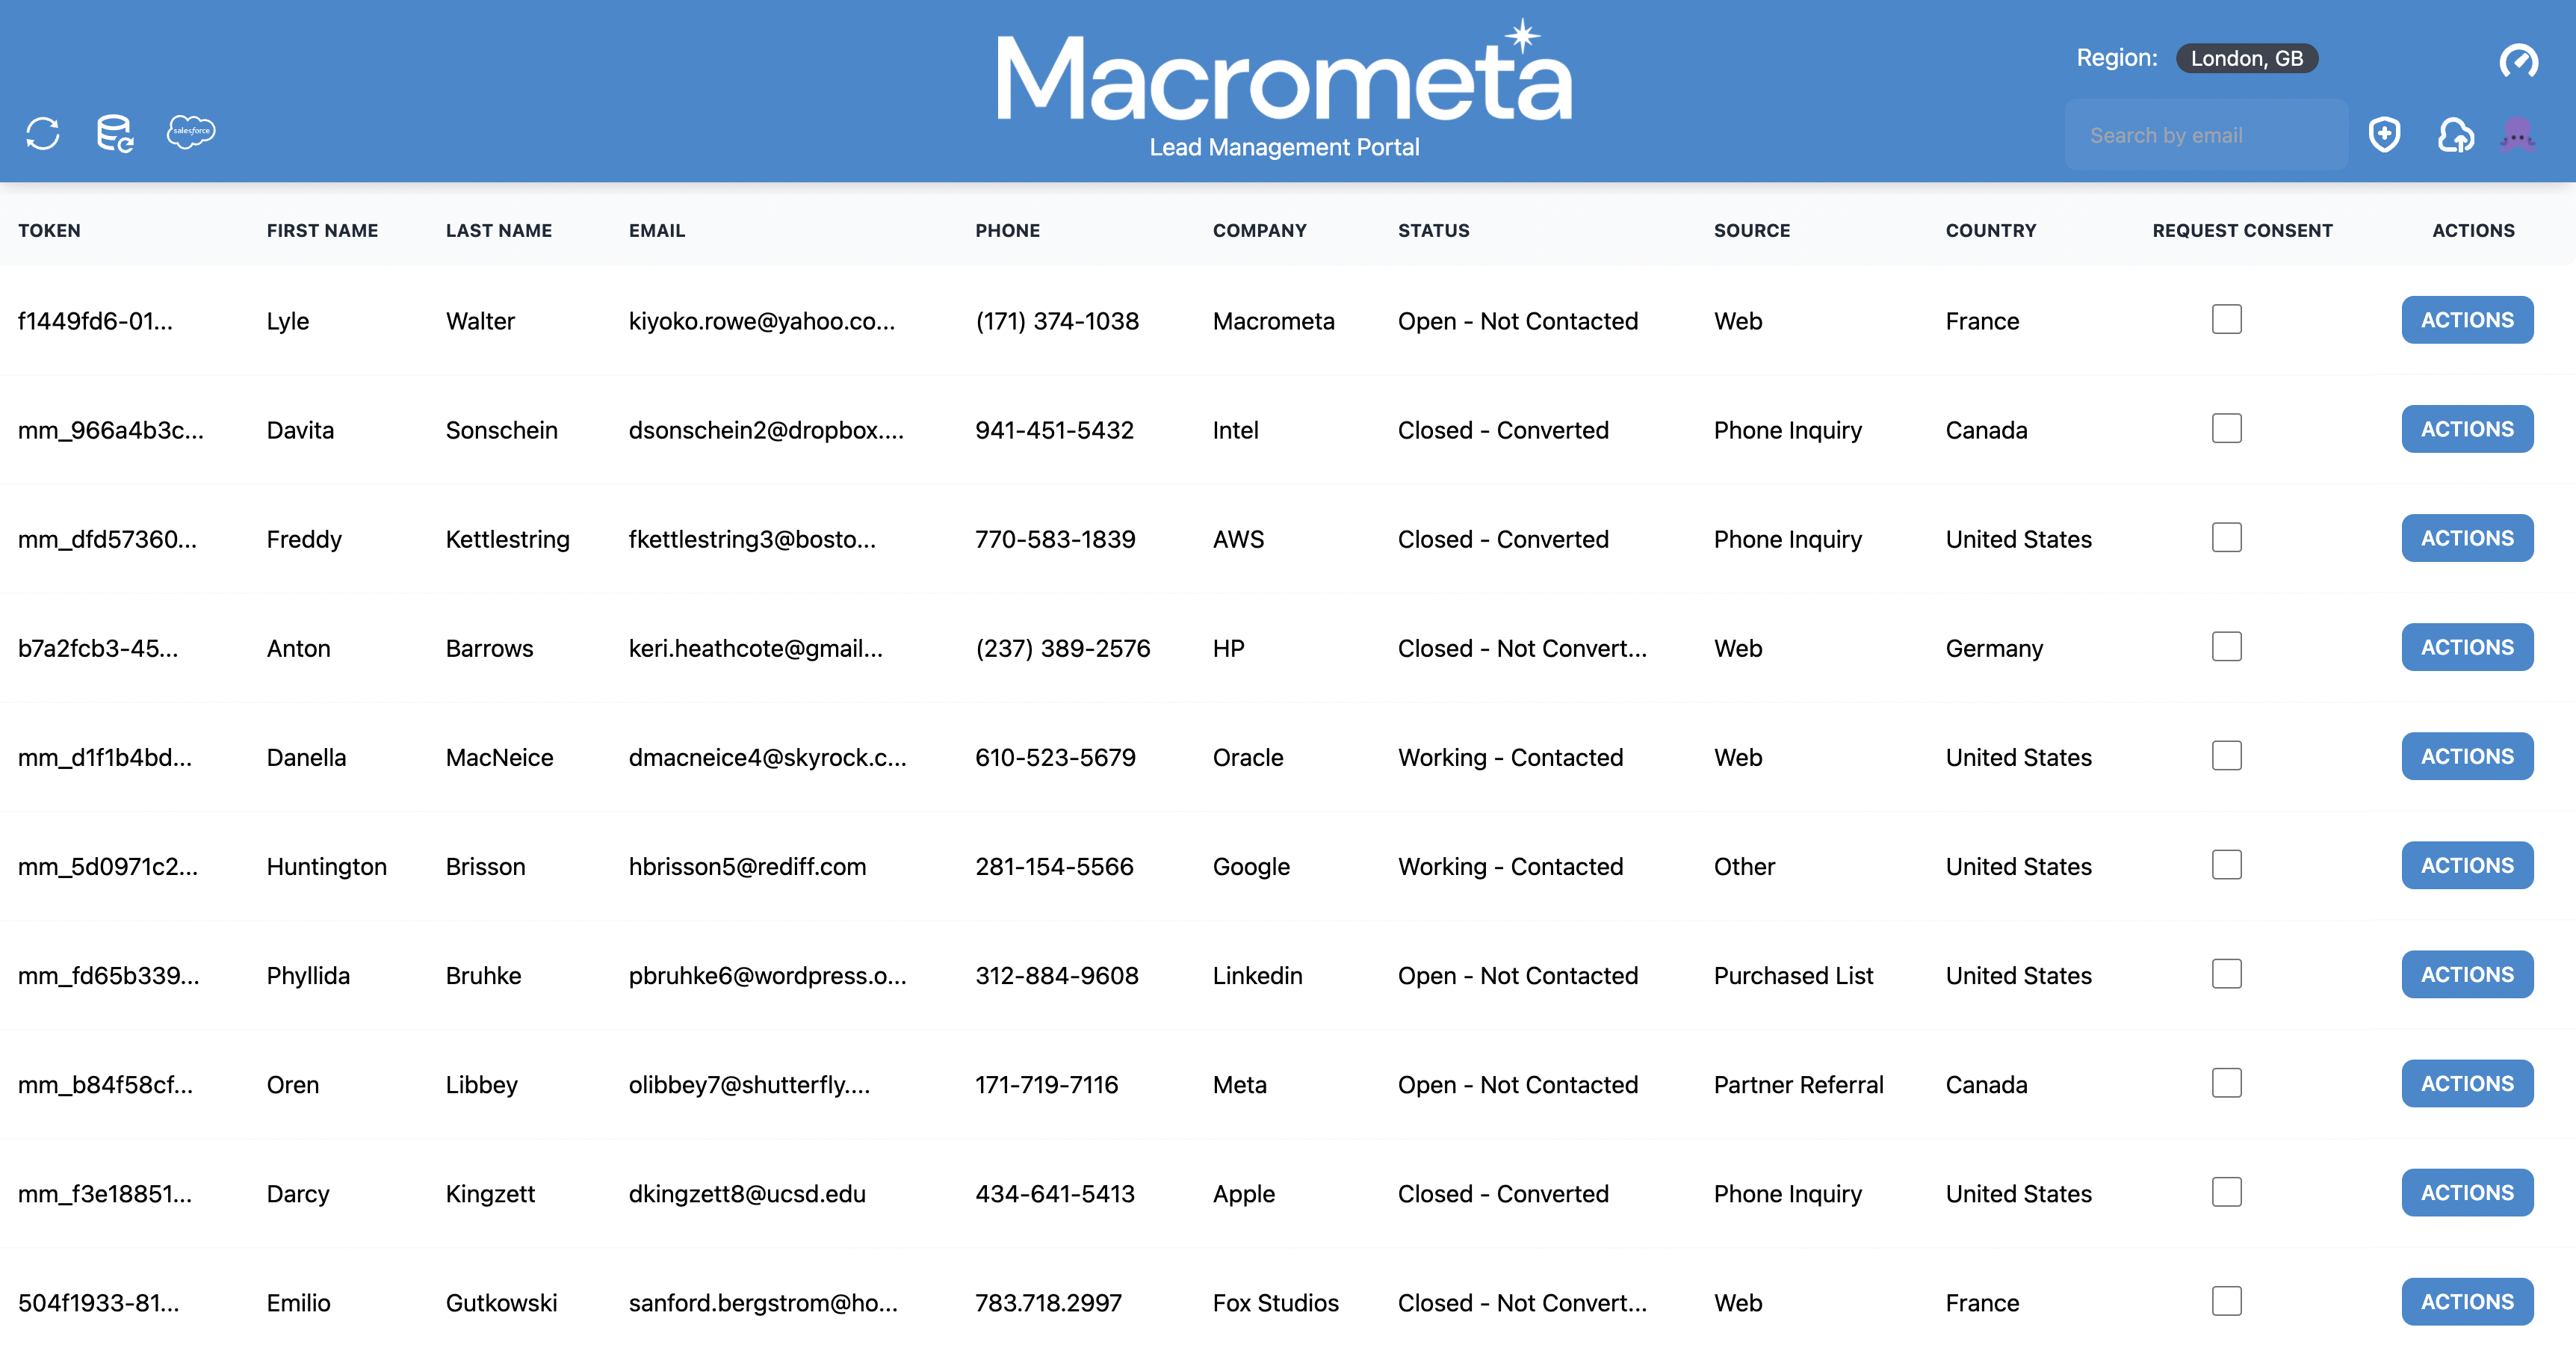 Macrometa
Lead Management Portal
Region: London, GB
salesforce
Search by email
TOKEN FIRST NAME LAST NAME EMAIL PHONE COMPANY STATUS SOURCE COUNTRY REQUEST CONSENT ACTIONS
f1449fd6-01... Lyle Walter kiyoko.rowe@yahoo.co... (171) 374-1038 Macrometa Open - Not Contacted Web France ACTIONS
mm_966a4b3c... Davita Sonschein dsonschein2@dropbox.... 941-451-5432 Intel Closed - Converted Phone Inquiry Canada ACTIONS
mm_dfd57360... Freddy Kettlestring fkettlestring3@bosto... 770-583-1839 AWS Closed - Converted Phone Inquiry United States ACTIONS
b7a2fcb3-45... Anton Barrows keri.heathcote@gmail... (237) 389-2576 HP Closed - Not Convert... Web Germany ACTIONS
mm_d1f1b4bd... Danella MacNeice dmacneice4@skyrock.c... 610-523-5679 Oracle Working - Contacted Web United States ACTIONS
mm_5d0971c2... Huntington Brisson hbrisson5@rediff.com 281-154-5566 Google Working - Contacted Other United States ACTIONS
mm_fd65b339... Phyllida Bruhke pbruhke6@wordpress.o... 312-884-9608 Linkedin Open - Not Contacted Purchased List United States ACTIONS
mm_b84f58cf... Oren Libbey olibbey7@shutterfly.... 171-719-7116 Meta Open - Not Contacted Partner Referral Canada ACTIONS
mm_f3e18851... Darcy Kingzett dkingzett8@ucsd.edu 434-641-5413 Apple Closed - Converted Phone Inquiry United States ACTIONS
504f1933-81... Emilio Gutkowski sanford.bergstrom@ho... 783.718.2997 Fox Studios Closed - Not Convert... Web France ACTIONS